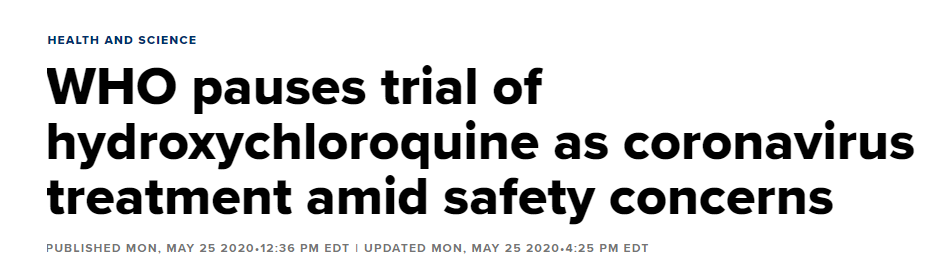 HEALTH AND SCIENCE
WHO pauses trial of
hydroxychloroquine as coronavirus
treatment amid safety concerns
PUBLISHED MON, MAY 25 2020•12:36 PM EDT | UPDATED MON, MAY 25 2020•4:25 PM EDT